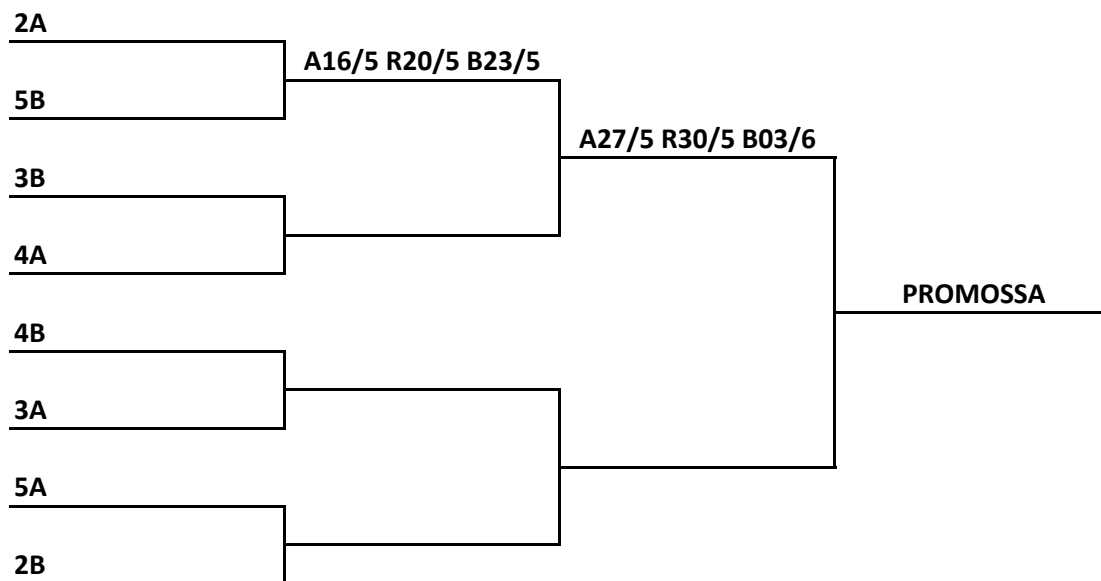 2A
A16/5 R20/5 B23/5
5B
A27/5 R30/5 B03/6
3B
4A
PROMOSSA
4B
3A
5A
2B